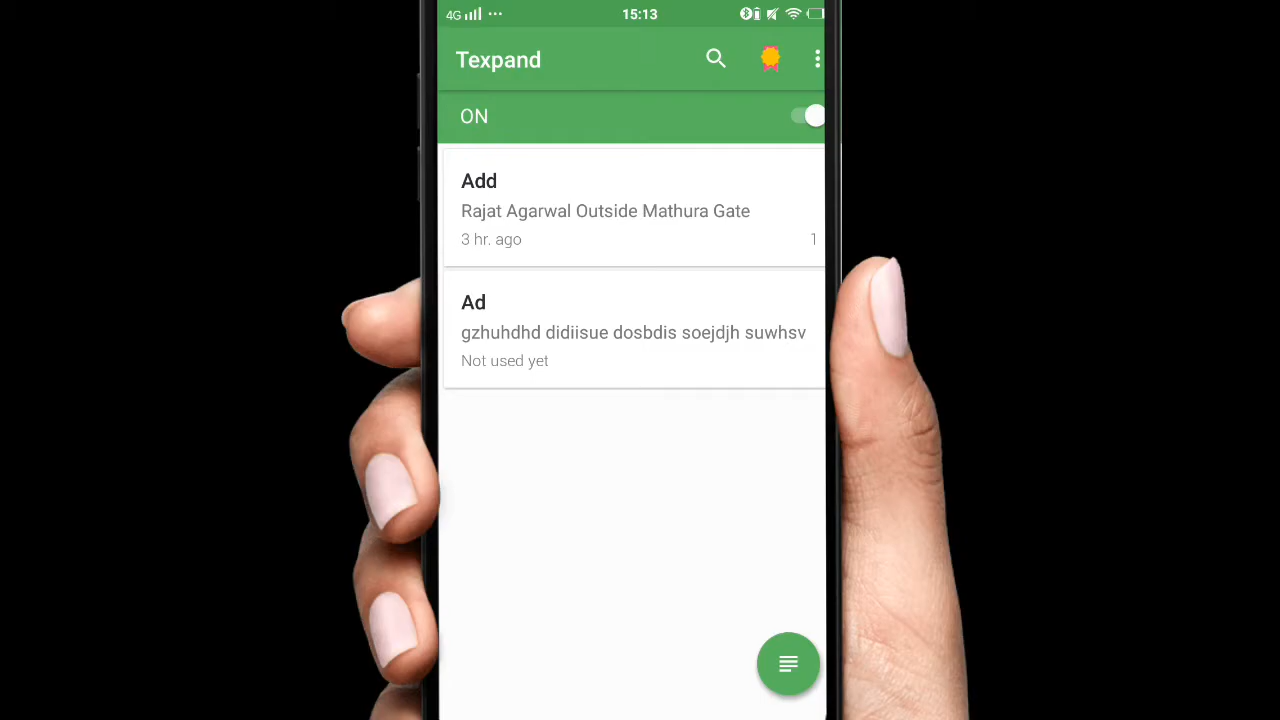 4G 15:13
Texpand
ON
Add
Rajat Agarwal Outside Mathura Gate
3 hr. ago 1
Ad
gzhuhdhd didiisue dosbdis soejdjh suwhsv
Not used yet